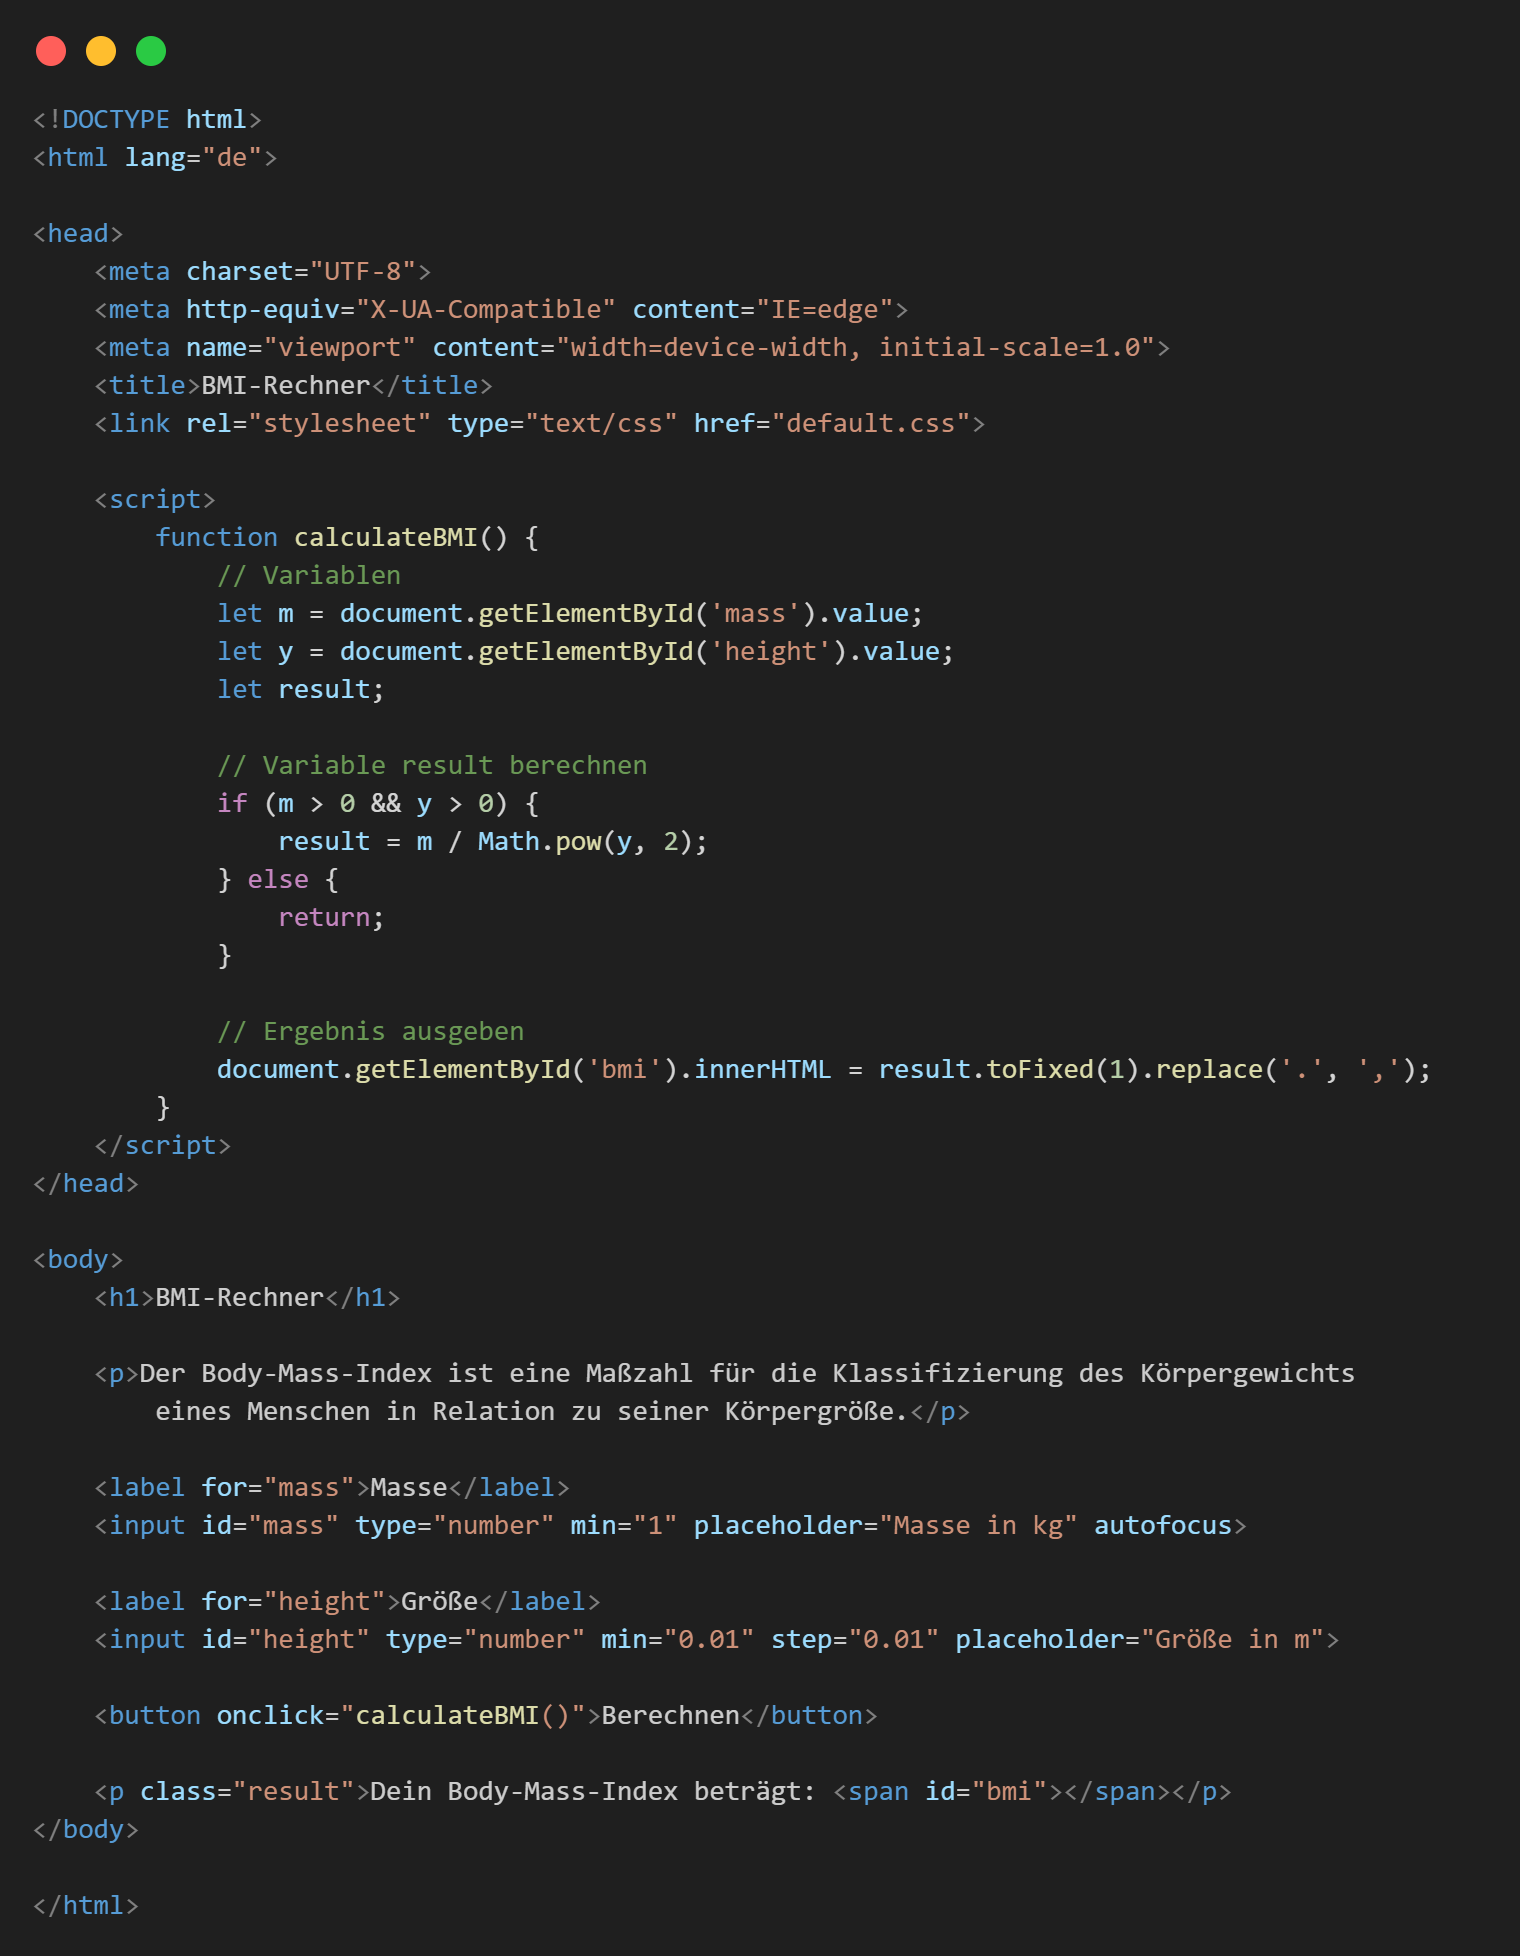 <!DOCTYPE html>
<html lang="de">

<head>
    <meta charset="UTF-8">
    <meta http-equiv="X-UA-Compatible" content="IE=edge">
    <meta name="viewport" content="width=device-width, initial-scale=1.0">
    <title>BMI-Rechner</title>
    <link rel="stylesheet" type="text/css" href="default.css">

    <script>
        function calculateBMI() {
            // Variablen
            let m = document.getElementById('mass').value;
            let y = document.getElementById('height').value;
            let result;

            // Variable result berechnen
            if (m > 0 && y > 0) {
                result = m / Math.pow(y, 2);
            } else {
                return;
            }

            // Ergebnis ausgeben
            document.getElementById('bmi').innerHTML = result.toFixed(1).replace('.', ',');
        }
    </script>
</head>

<body>
    <h1>BMI-Rechner</h1>

    <p>Der Body-Mass-Index ist eine Maßzahl für die Klassifizierung des Körpergewichts
        eines Menschen in Relation zu seiner Körpergröße.</p>

    <label for="mass">Masse</label>
    <input id="mass" type="number" min="1" placeholder="Masse in kg" autofocus>

    <label for="height">Größe</label>
    <input id="height" type="number" min="0.01" step="0.01" placeholder="Größe in m">

    <button onclick="calculateBMI()">Berechnen</button>

    <p class="result">Dein Body-Mass-Index beträgt: <span id="bmi"></span></p>
</body>

</html>